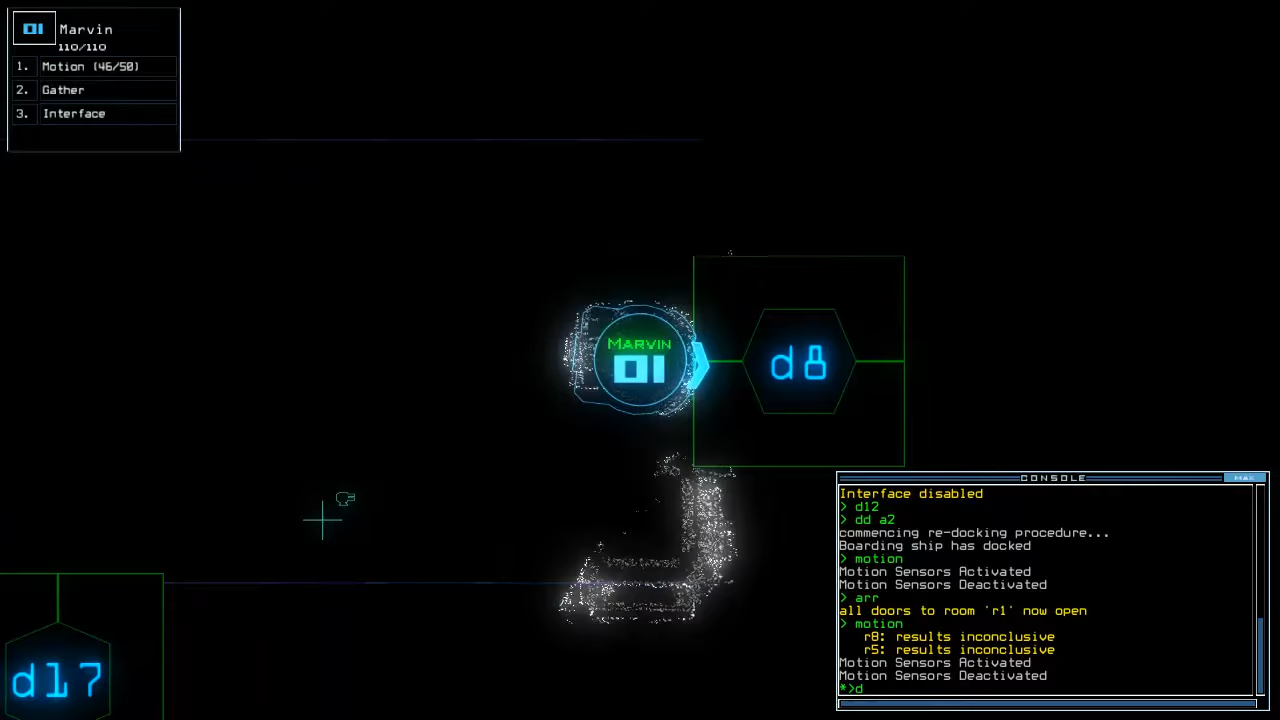 01 Marvin
110/110
1. Motion (46/50)
2. Gather
3. Interface
MARVIN
01
d8
d17
CONSOLE
MAX
Interface disabled
> d12
> dd a2
commencing re-docking procedure...
Boarding ship has docked
> motion
Motion Sensors Activated
Motion Sensors Deactivated
> arr
all doors to room 'r1' now open
> motion
r8: results inconclusive
r5: results inconclusive
Motion Sensors Activated
Motion Sensors Deactivated
*>d